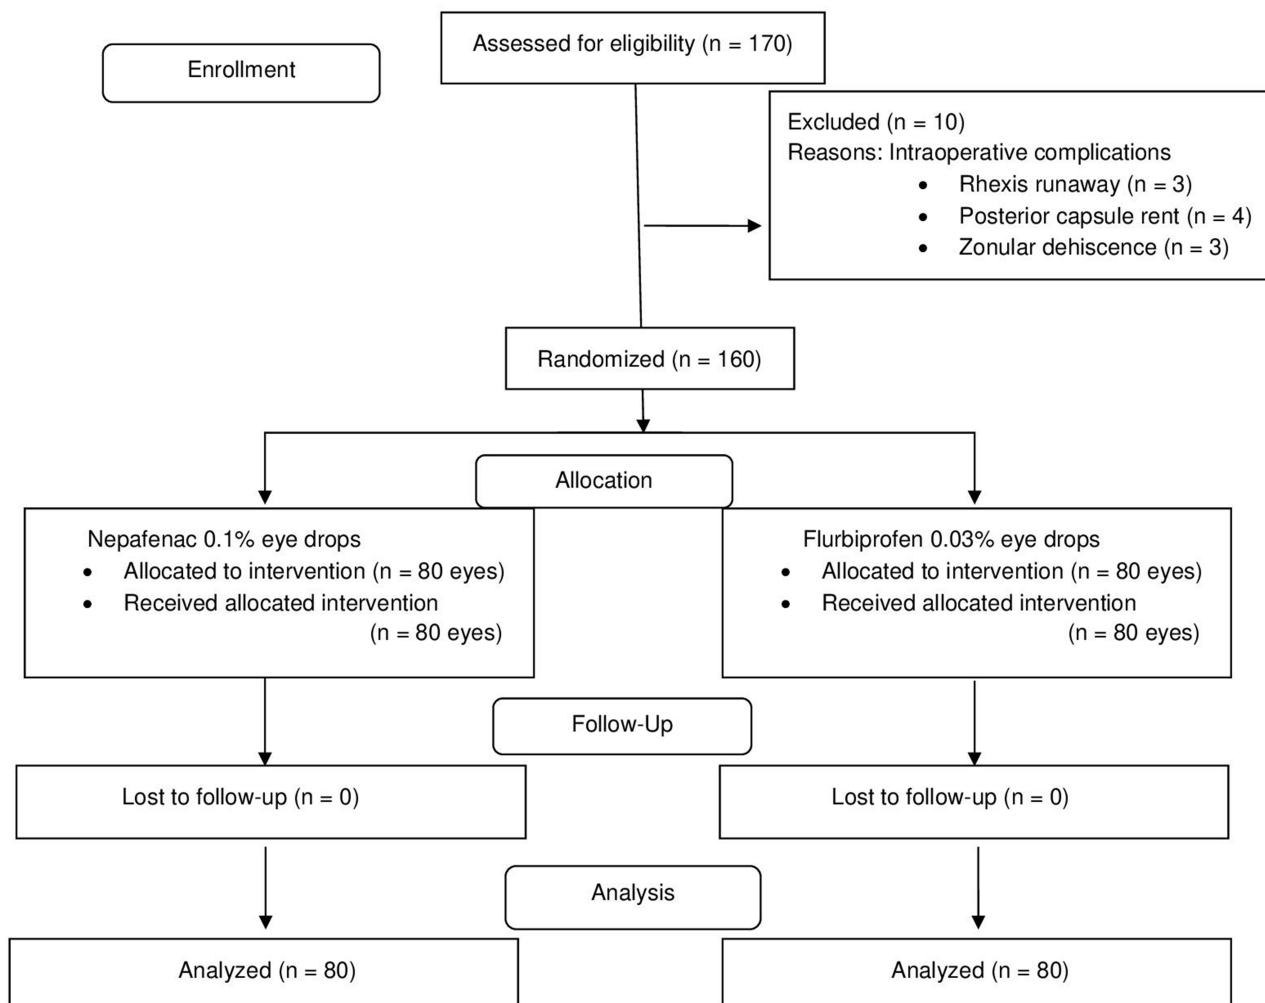 Assessed for eligibility (n = 170)
Enrollment
Excluded (n = 10)
Reasons: Intraoperative complications
• Rhexis runaway (n = 3)
• Posterior capsule rent (n = 4)
• Zonular dehiscence (n = 3)
Randomized (n = 160)
Allocation
Nepafenac 0.1% eye drops
• Allocated to intervention (n = 80 eyes)
• Received allocated intervention
(n = 80 eyes)
Flurbiprofen 0.03% eye drops
• Allocated to intervention (n = 80 eyes)
• Received allocated intervention
(n = 80 eyes)
Follow-Up
Lost to follow-up (n = 0)
Lost to follow-up (n = 0)
Analysis
Analyzed (n = 80)
Analyzed (n = 80)